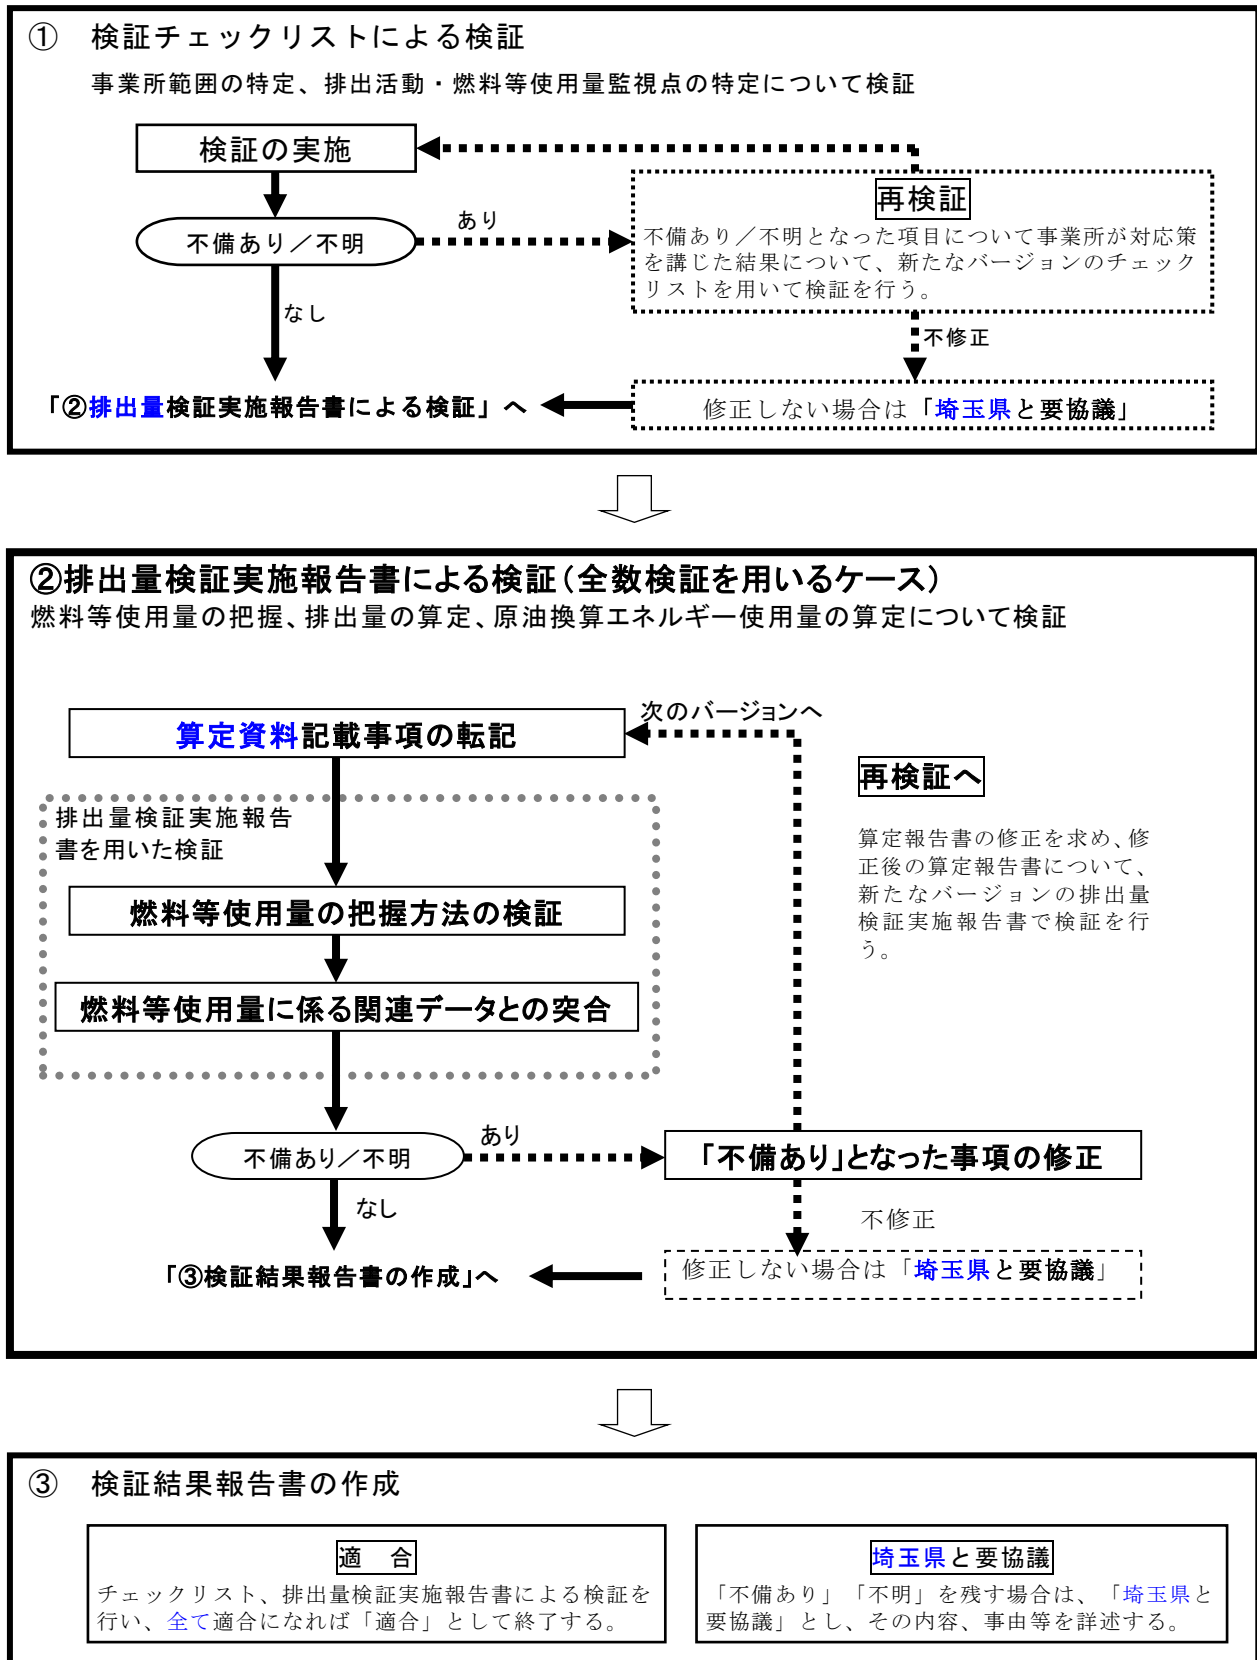 ① 検証チェックリストによる検証
事業所範囲の特定、排出活動・燃料等使用量監視点の特定について検証
検証の実施
再検証
あり
不備あり／不明
不備あり／不明となった項目について事業所が対応策
を講じた結果について、新たなバージョンのチェック
リストを用いて検証を行う。
なし
不修正
「②排出量検証実施報告書による検証」へ
修正しない場合は「埼玉県と要協議」
②排出量検証実施報告書による検証（全数検証を用いるケース）
燃料等使用量の把握、排出量の算定、原油換算エネルギー使用量の算定について検証
次のバージョンへ
算定資料記載事項の転記
再検証へ
排出量検証実施報告
書を用いた検証
算定報告書の修正を求め、修
正後の算定報告書について、
新たなバージョンの排出量
検証実施報告書で検証を行
う。
燃料等使用量の把握方法の検証
燃料等使用量に係る関連データとの突合
あり
不備あり／不明
「不備あり」となった事項の修正
なし
不修正
「③検証結果報告書の作成」へ
修正しない場合は「埼玉県と要協議」
③ 検証結果報告書の作成
適 合
チェックリスト、排出量検証実施報告書による検証を
行い、全て適合になれば「適合」として終了する。
埼玉県と要協議
「不備あり」「不明」を残す場合は、「埼玉県と
要協議」とし、その内容、事由等を詳述する。